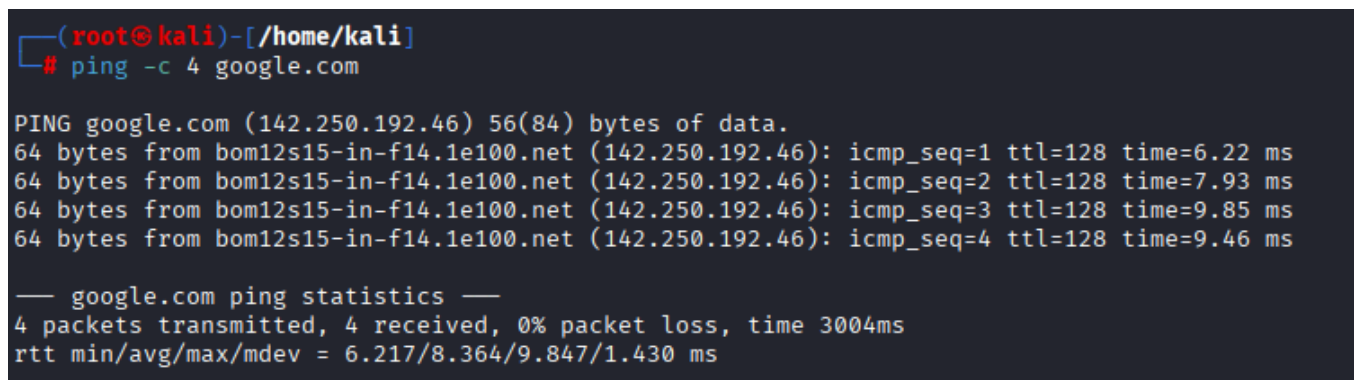 ┌──(root㉿kali)-[/home/kali]
└─# ping -c 4 google.com
PING google.com (142.250.192.46) 56(84) bytes of data.
64 bytes from bom12s15-in-f14.1e100.net (142.250.192.46): icmp_seq=1 ttl=128 time=6.22 ms
64 bytes from bom12s15-in-f14.1e100.net (142.250.192.46): icmp_seq=2 ttl=128 time=7.93 ms
64 bytes from bom12s15-in-f14.1e100.net (142.250.192.46): icmp_seq=3 ttl=128 time=9.85 ms
64 bytes from bom12s15-in-f14.1e100.net (142.250.192.46): icmp_seq=4 ttl=128 time=9.46 ms
--- google.com ping statistics ---
4 packets transmitted, 4 received, 0% packet loss, time 3004ms
rtt min/avg/max/mdev = 6.217/8.364/9.847/1.430 ms